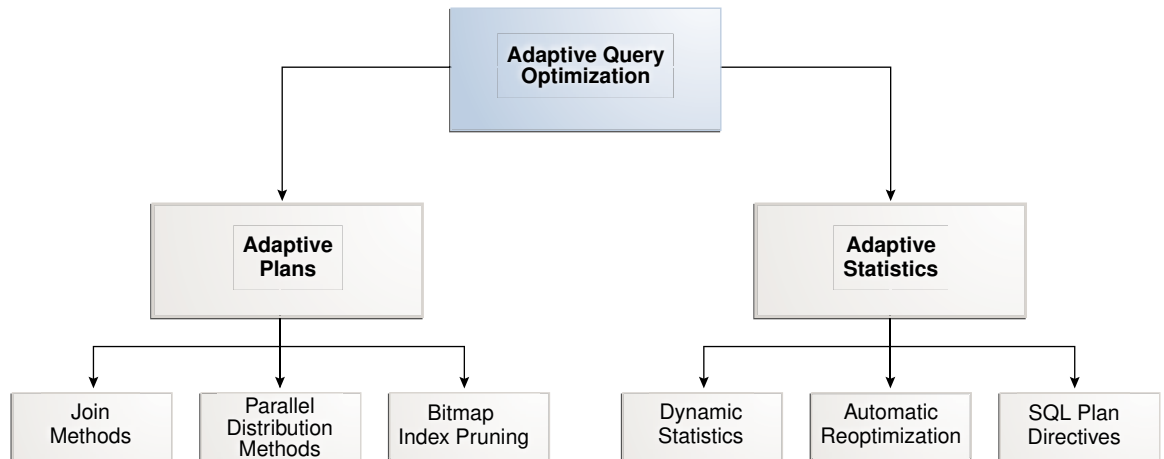 Adaptive Query
Optimization
Adaptive
Plans
Adaptive
Statistics
Join
Methods
Parallel
Distribution
Methods
Bitmap
Index Pruning
Dynamic
Statistics
Automatic
Reoptimization
SQL Plan
Directives